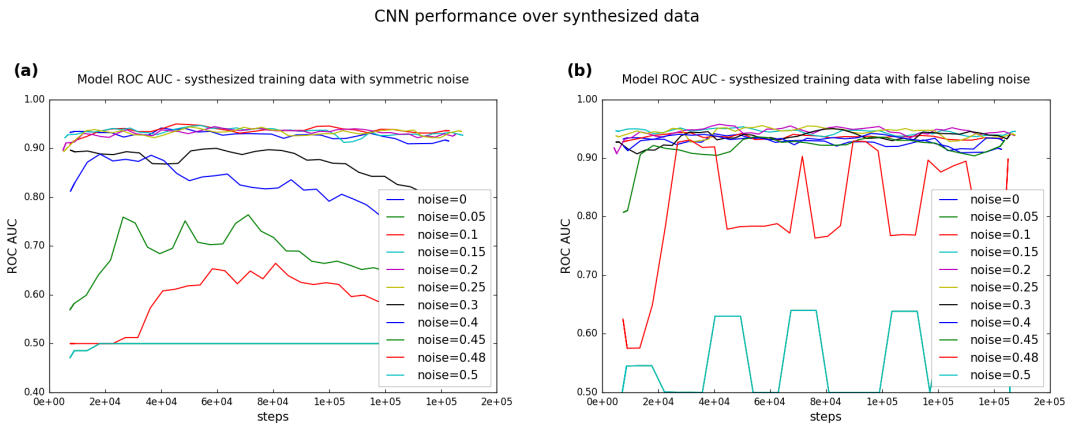 CNN performance over synthesized data
(a)
Model ROC AUC - systhesized training data with symmetric noise
ROC AUC
1.00
0.90
0.80
0.70
0.60
0.50
0.40
0e+00 2e+04 4e+04 6e+04 8e+04 1e+05 1e+05 1e+05 2e+05
steps
noise=0
noise=0.05
noise=0.1
noise=0.15
noise=0.2
noise=0.25
noise=0.3
noise=0.4
noise=0.45
noise=0.48
noise=0.5
(b)
Model ROC AUC - systhesized training data with false labeling noise
ROC AUC
1.00
0.90
0.80
0.70
0.60
0.50
0e+00 2e+04 4e+04 6e+04 8e+04 1e+05 1e+05 1e+05 2e+05
steps
noise=0
noise=0.05
noise=0.1
noise=0.15
noise=0.2
noise=0.25
noise=0.3
noise=0.4
noise=0.45
noise=0.48
noise=0.5